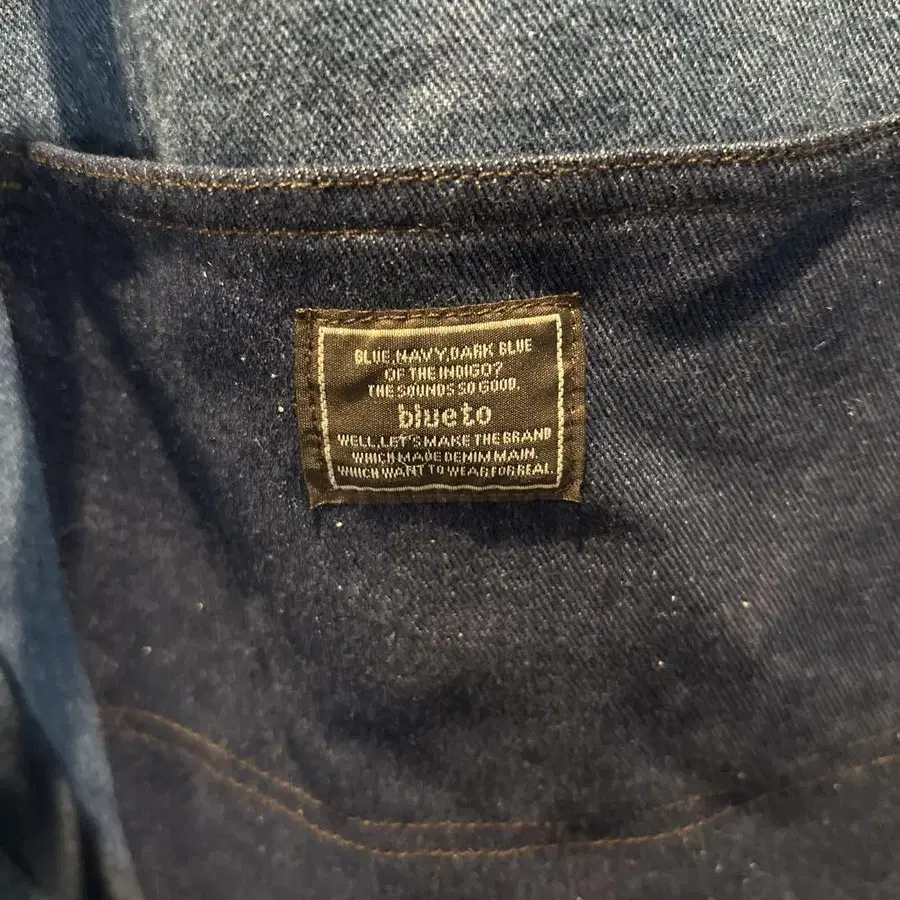 BLUE.NAVY.DARK BLUE
OF THE INDIGO?
THE SOUNDS SO GOOD.
blueto
WELL.LET'S MAKE THE BRAND
WHICH MADE DENIM MAIN.
WHICH WANT TO WEAR FOR REAL.